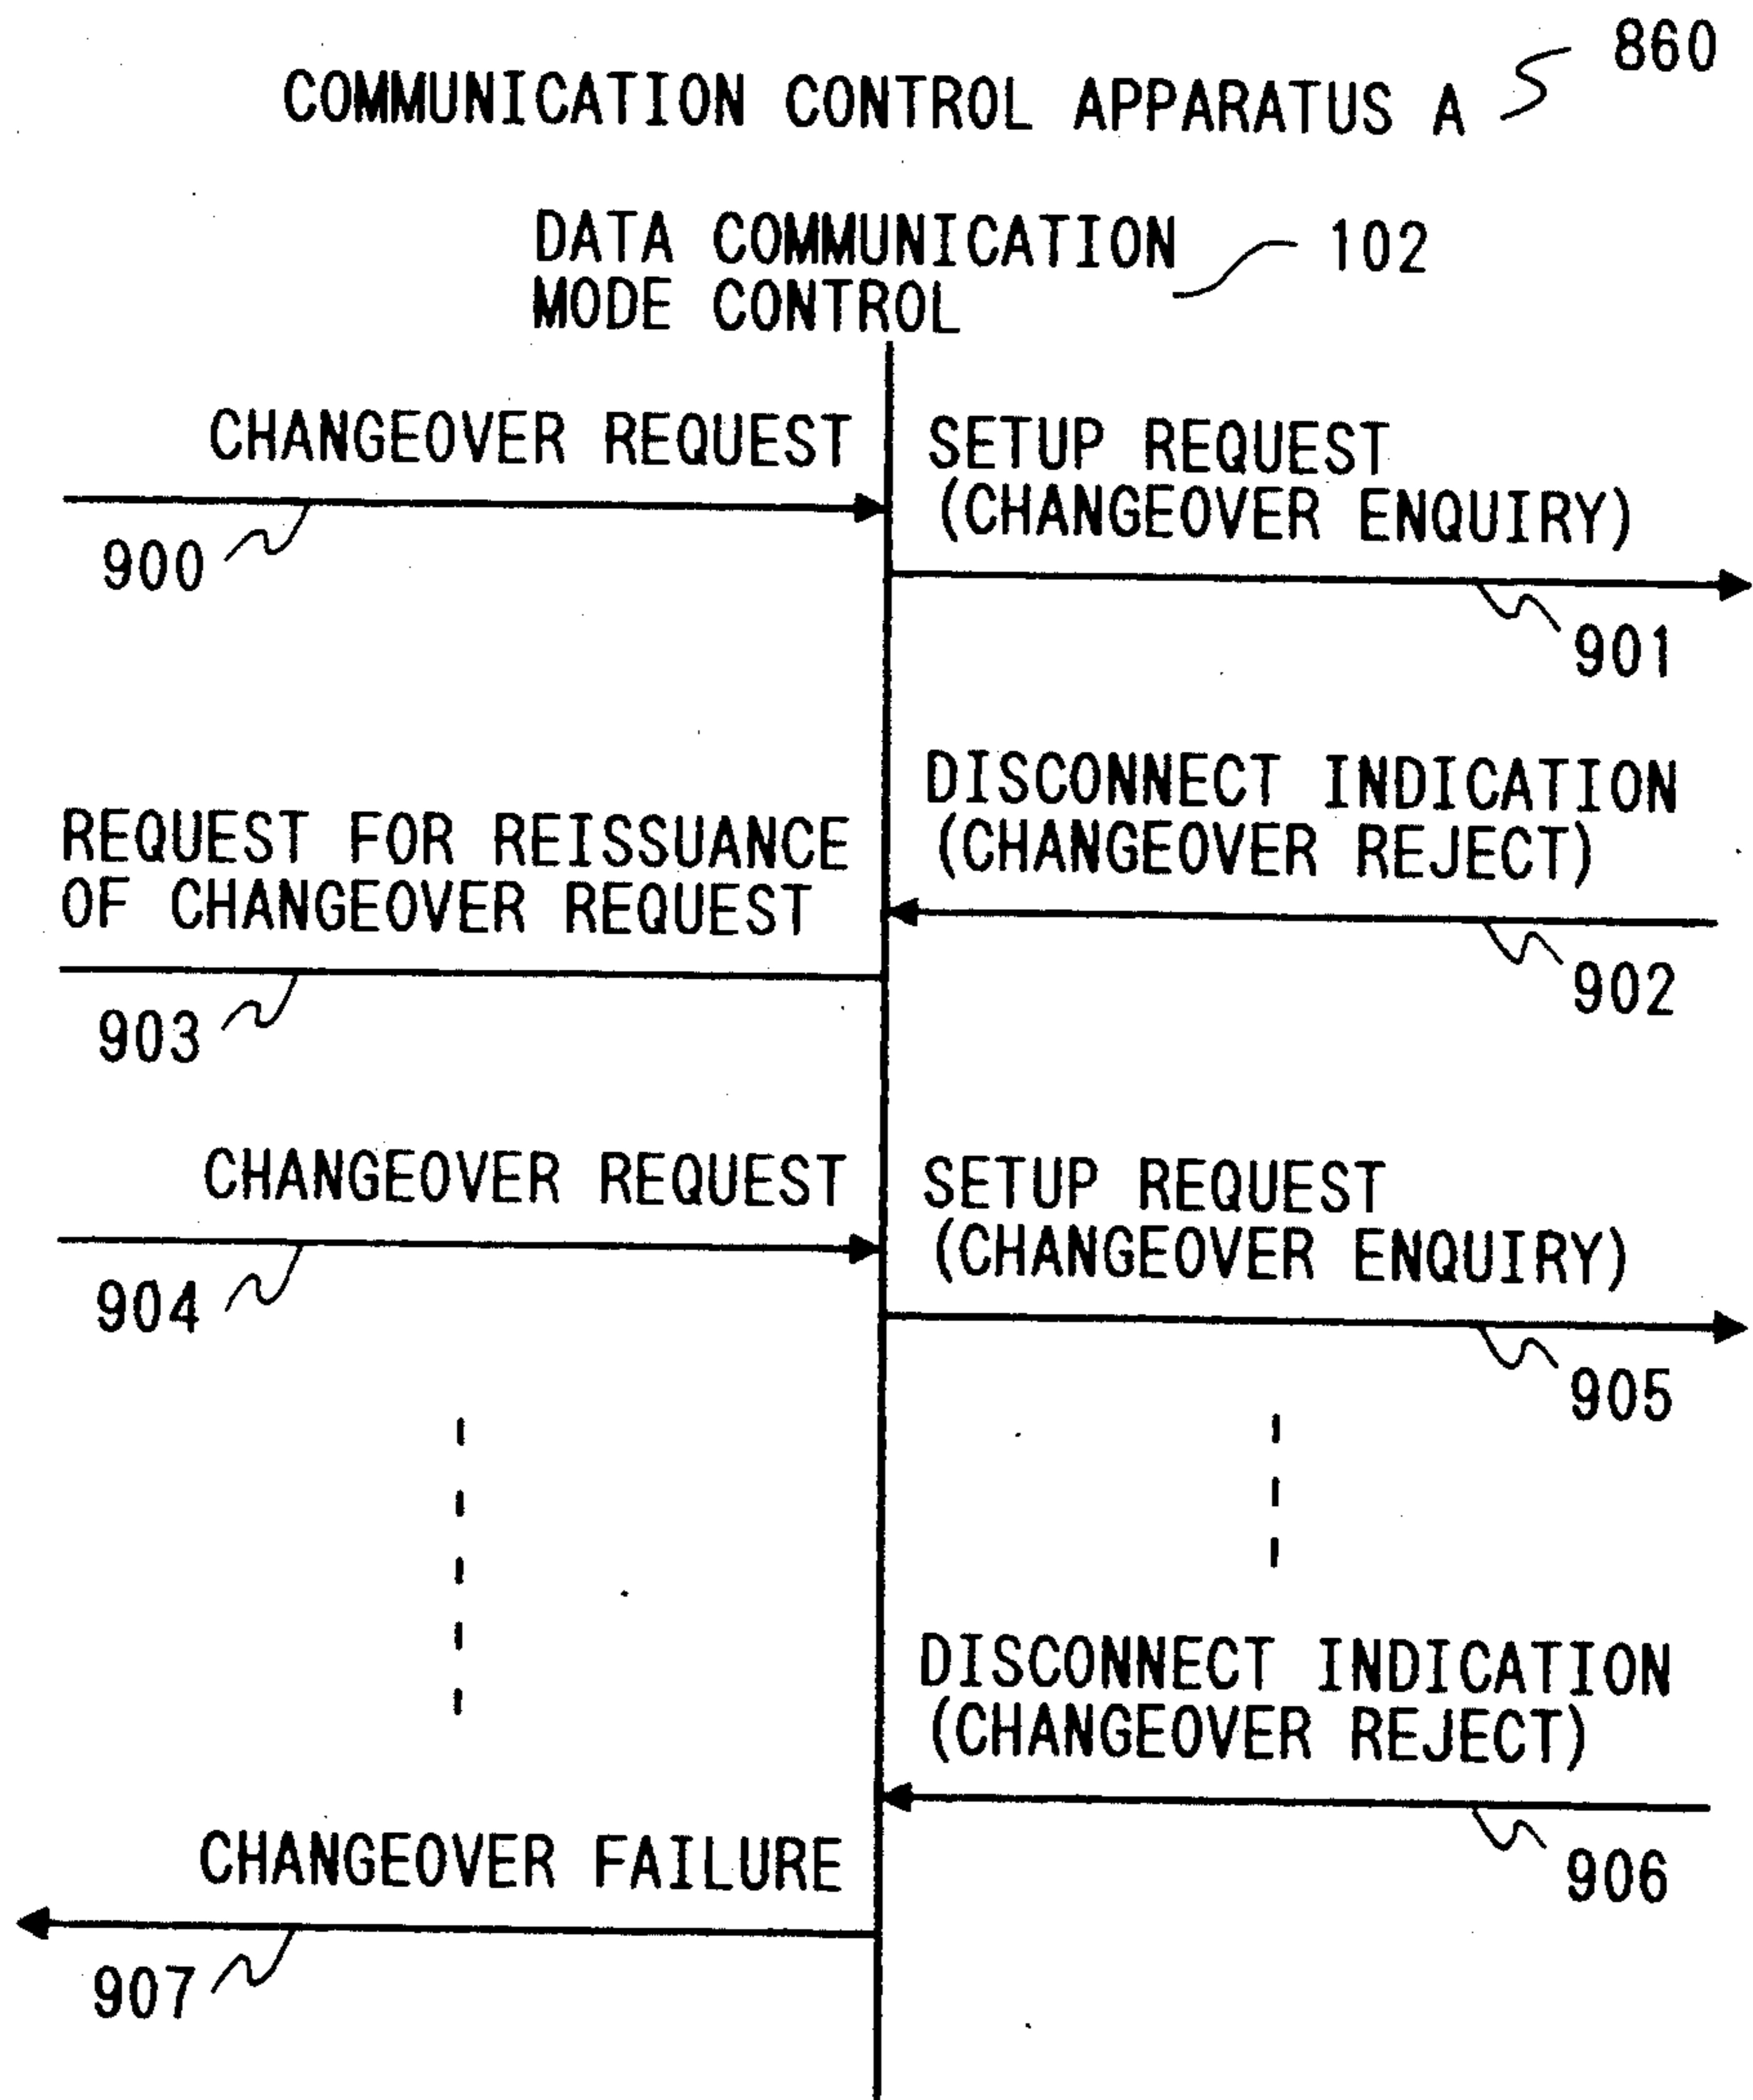 860
COMMUNICATION CONTROL APPARATUS A
DATA COMMUNICATION
MODE CONTROL
102
CHANGEOVER REQUEST
900
SETUP REQUEST
(CHANGEOVER ENQUIRY)
901
DISCONNECT INDICATION
(CHANGEOVER REJECT)
902
REQUEST FOR REISSUANCE
OF CHANGEOVER REQUEST
903
CHANGEOVER REQUEST
904
SETUP REQUEST
(CHANGEOVER ENQUIRY)
905
DISCONNECT INDICATION
(CHANGEOVER REJECT)
906
CHANGEOVER FAILURE
907